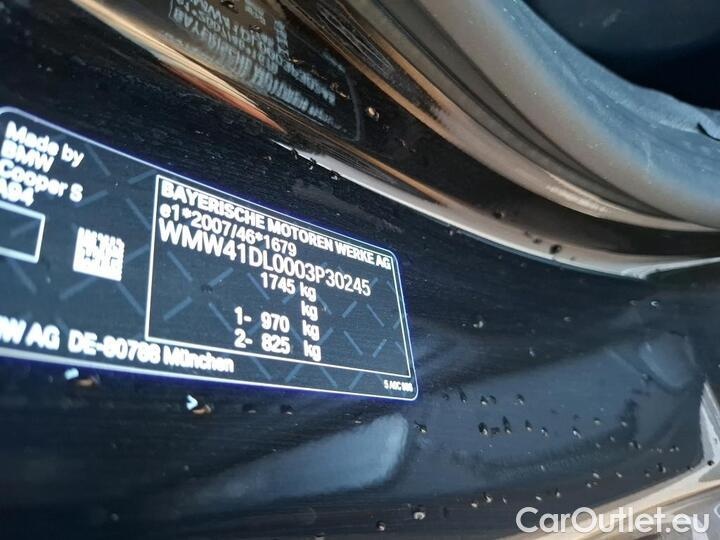 Made by
BMW
Cooper S
BAYERISCHE MOTOREN WERKE AG
e1*2007/46*1679
WMW41DL0003P30245
1745 kg
kg
1- 970 kg
2- 825 kg
AG DE-80788 München
CarOutlet.eu